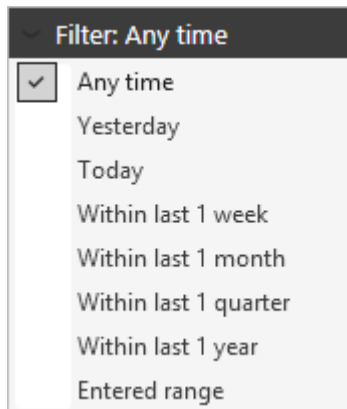 Filter: Any time
Any time
Yesterday
Today
Within last 1 week
Within last 1 month
Within last 1 quarter
Within last 1 year
Entered range